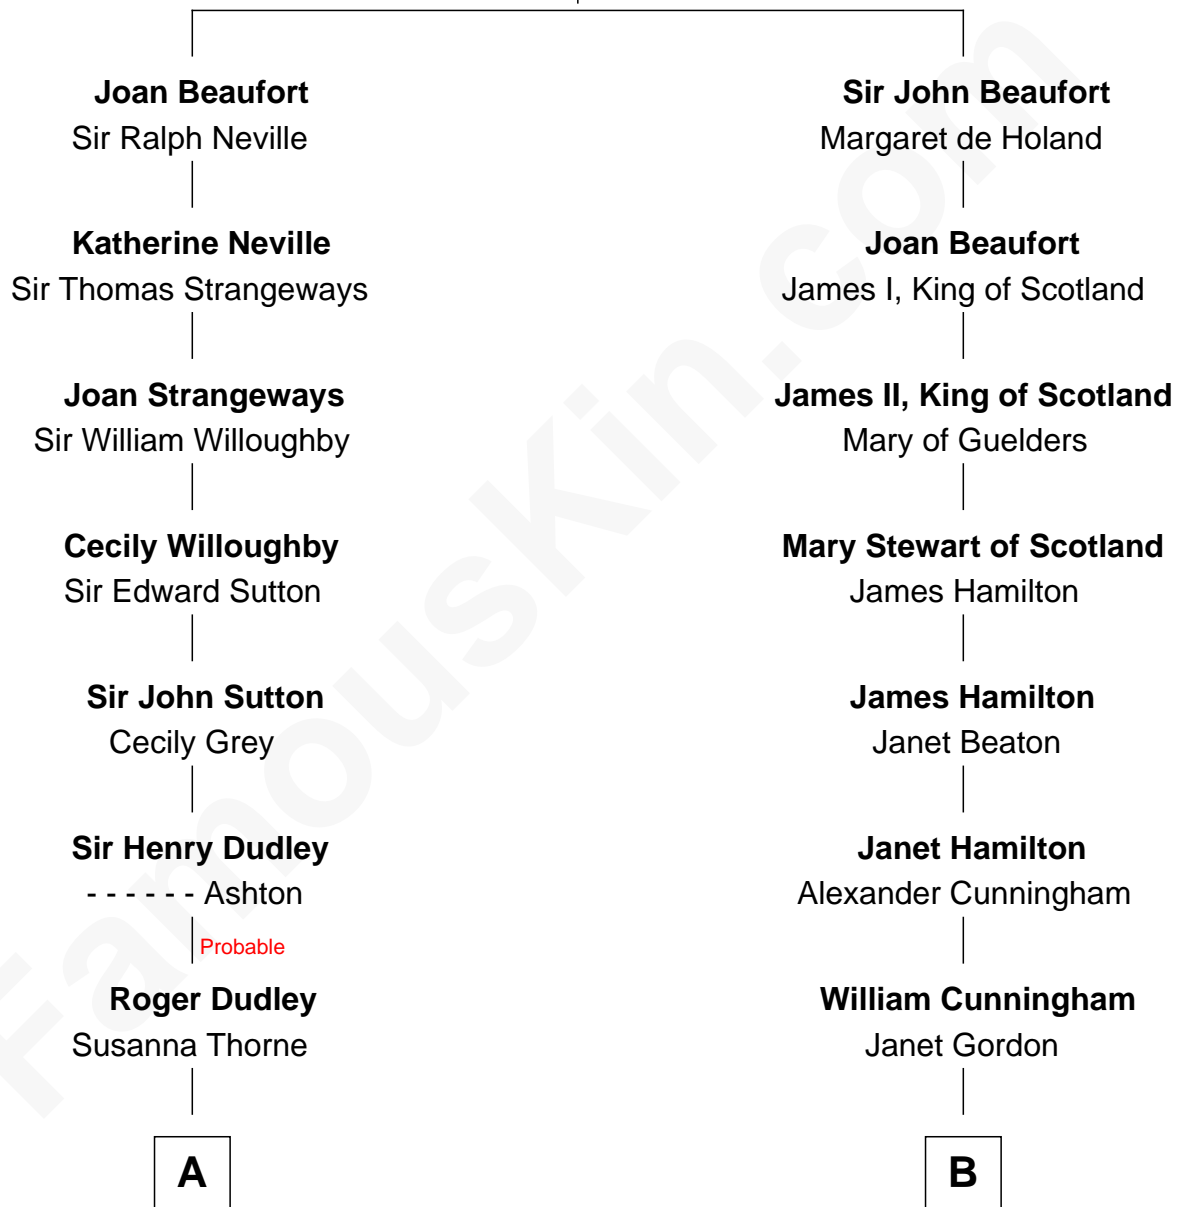 Joan Beaufort
Sir Ralph Neville
Katherine Neville
Sir Thomas Strangeways
Joan Strangeways
Sir William Willoughby
Cecily Willoughby
Sir Edward Sutton
Sir John Sutton
Cecily Grey
Sir Henry Dudley
- - - - - - Ashton
Probable
Roger Dudley
Susanna Thorne
A
Sir John Beaufort
Margaret de Holand
Joan Beaufort
James I, King of Scotland
James II, King of Scotland
Mary of Guelders
Mary Stewart of Scotland
James Hamilton
James Hamilton
Janet Beaton
Janet Hamilton
Alexander Cunningham
William Cunningham
Janet Gordon
B
FamousKin.com